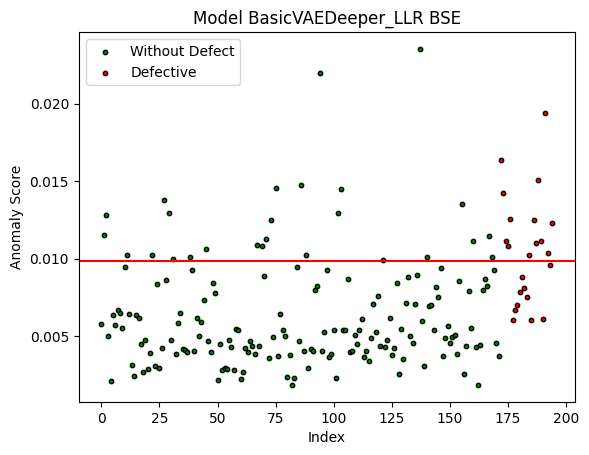 Model BasicVAEDeeper_LLR BSE
Without Defect
Defective
Anomaly Score
0.020
0.015
0.010
0.005
0 25 50 75 100 125 150 175 200
Index